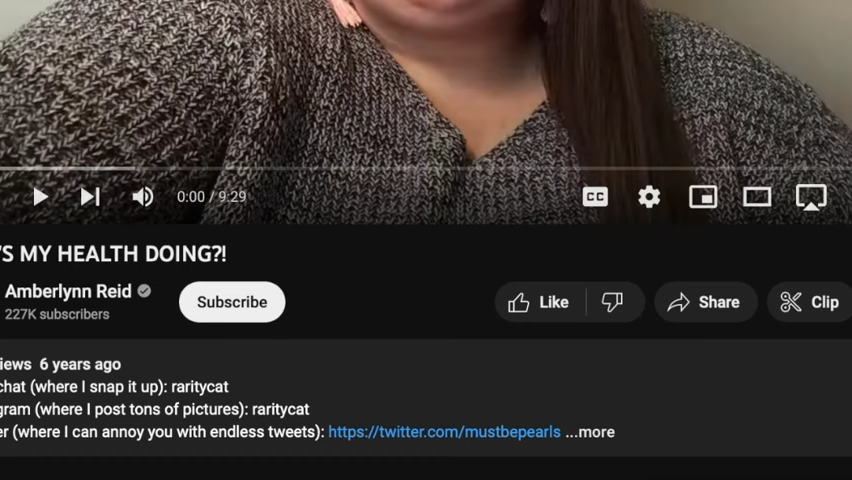 0:00 / 9:29
CC
'S MY HEALTH DOING?!
Amberlynn Reid
227K subscribers
Subscribe
Like
Share
Clip
iews 6 years ago
chat (where I snap it up): raritycat
gram (where I post tons of pictures): raritycat
er (where I can annoy you with endless tweets): https://twitter.com/mustbepearls ...more